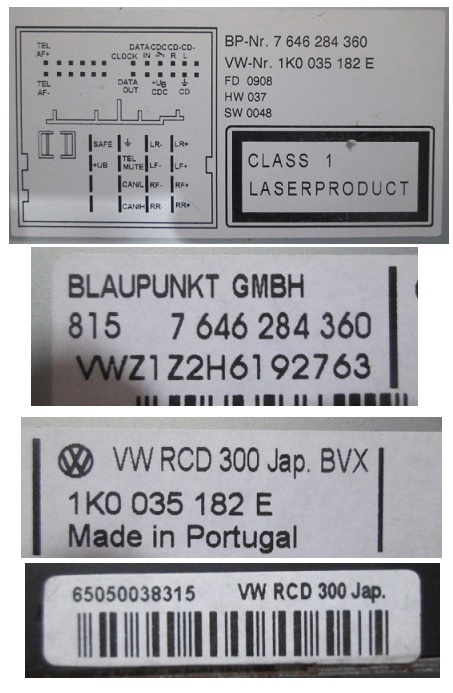 BP-Nr. 7 646 284 360
VW-Nr. 1K0 035 182 E
FD 0908
HW 037
SW 0048
CLASS 1
LASERPRODUCT
TEL AF+
TEL AF-
CLOCK DATA IN CDC CD- CD-
R L
DATA OUT +UB CDC CD
SAFE LR- LR+
+UB TEL MUTE LF- LF+
CAN/L RF- RF+
CAN/H RR- RR+
BLAUPUNKT GMBH
815 7 646 284 360
VWZ1Z2H6192763
VW RCD 300 Jap. BVX
1K0 035 182 E
Made in Portugal
65050038315 VW RCD 300 Jap.